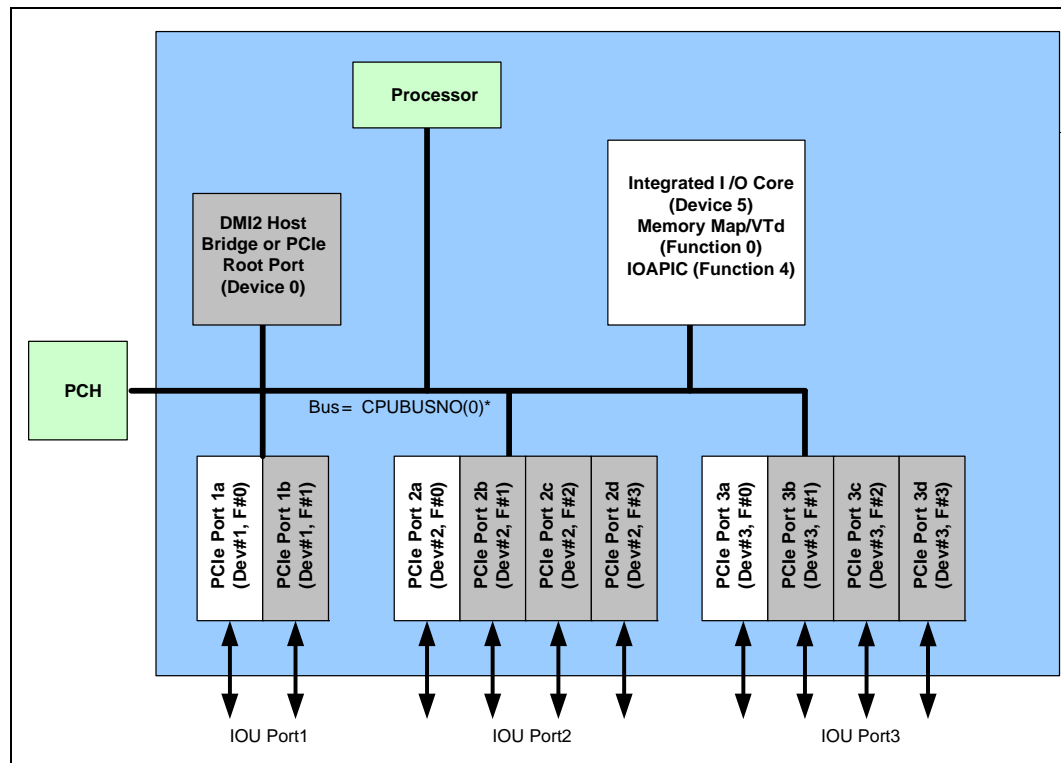 Processor
Integrated I /O Core
(Device 5)
Memory Map/VTd
(Function 0)
IOAPIC (Function 4)
DMI2 Host
Bridge or PCIe
Root Port
(Device 0)
PCH
Bus= CPUBUSNO(0)*
PCIe Port 1a
(Dev#1, F#0)
PCIe Port 1b
(Dev#1, F#1)
PCIe Port 2a
(Dev#2, F#0)
PCIe Port 2b
(Dev#2, F#1)
PCIe Port 2c
(Dev#2, F#2)
PCIe Port 2d
(Dev#2, F#3)
PCIe Port 3a
(Dev#3, F#0)
PCIe Port 3b
(Dev#3, F#1)
PCIe Port 3c
(Dev#3, F#2)
PCIe Port 3d
(Dev#3, F#3)
IOU Port1
IOU Port2
IOU Port3